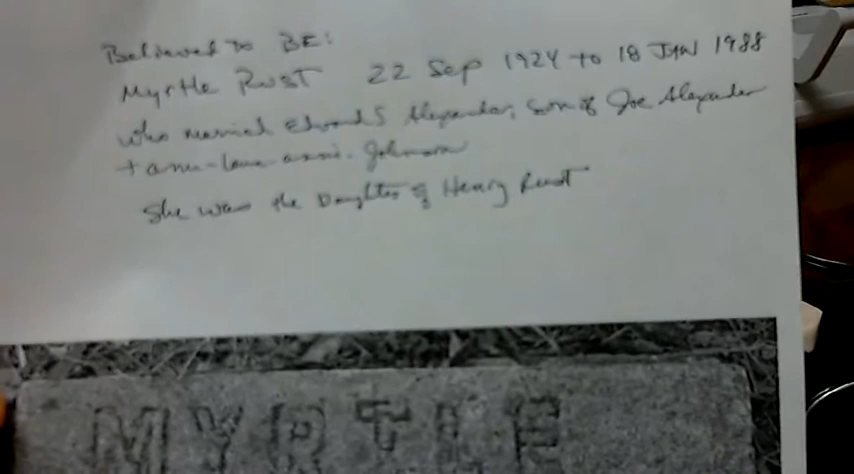 Believed to BE:
Myrtle Rust 22 Sep 1924 to 18 JAN 1988
who married Edward S Alexander, son of Joe Alexander
+ Johnson
She was the Daughter of Henry Rust
MYRTLE